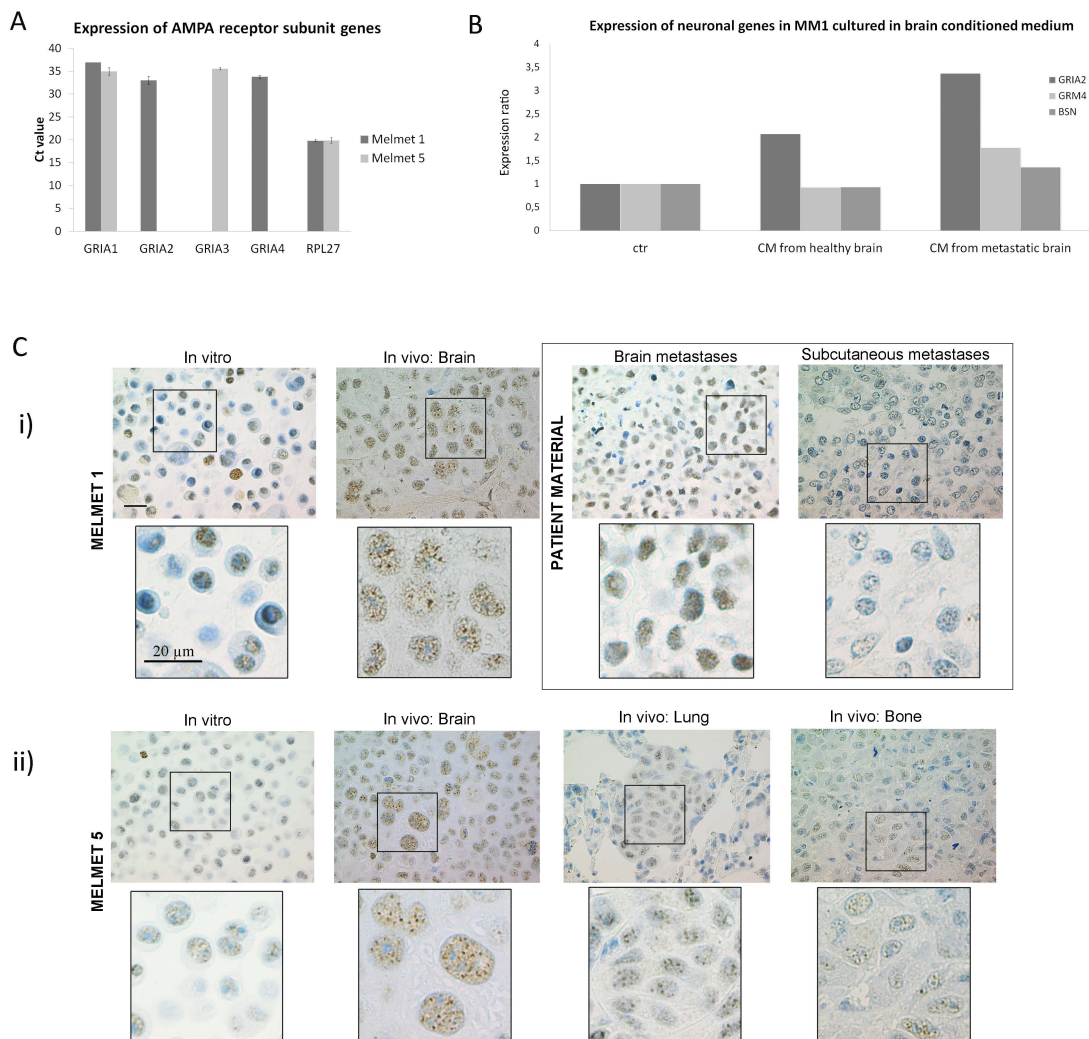 A
Expression of AMPA receptor subunit genes
40
35
30
25
20
15
10
5
0
Ct value
GRIA1 GRIA2 GRIA3 GRIA4 RPL27
Melmet 1
Melmet 5
B
Expression of neuronal genes in MM1 cultured in brain conditioned medium
4
3,5
3
2,5
2
1,5
1
0,5
0
Expression ratio
ctr CM from healthy brain CM from metastatic brain
GRIA2
GRM4
BSN
C
In vitro In vivo: Brain Brain metastases Subcutaneous metastases
i)
MELMET 1
PATIENT MATERIAL
20 µm
In vitro In vivo: Brain In vivo: Lung In vivo: Bone
ii)
MELMET 5